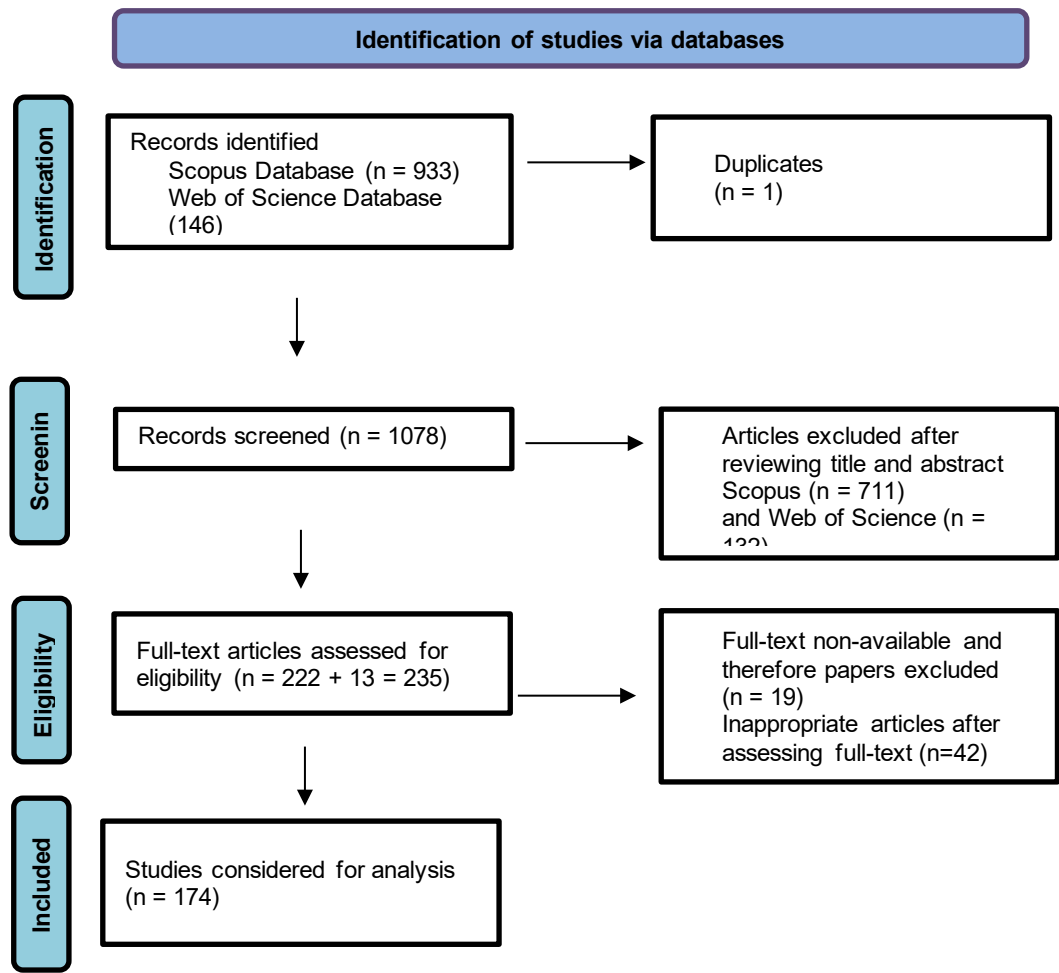 Identification of studies via databases
Identification
Records identified
Scopus Database (n = 933)
Web of Science Database
(146)
Duplicates
(n = 1)
Screenin
Records screened (n = 1078)
Articles excluded after
reviewing title and abstract
Scopus (n = 711)
and Web of Science (n =
132)
Eligibility
Full-text articles assessed for
eligibility (n = 222 + 13 = 235)
Full-text non-available and
therefore papers excluded
(n = 19)
Inappropriate articles after
assessing full-text (n=42)
Included
Studies considered for analysis
(n = 174)